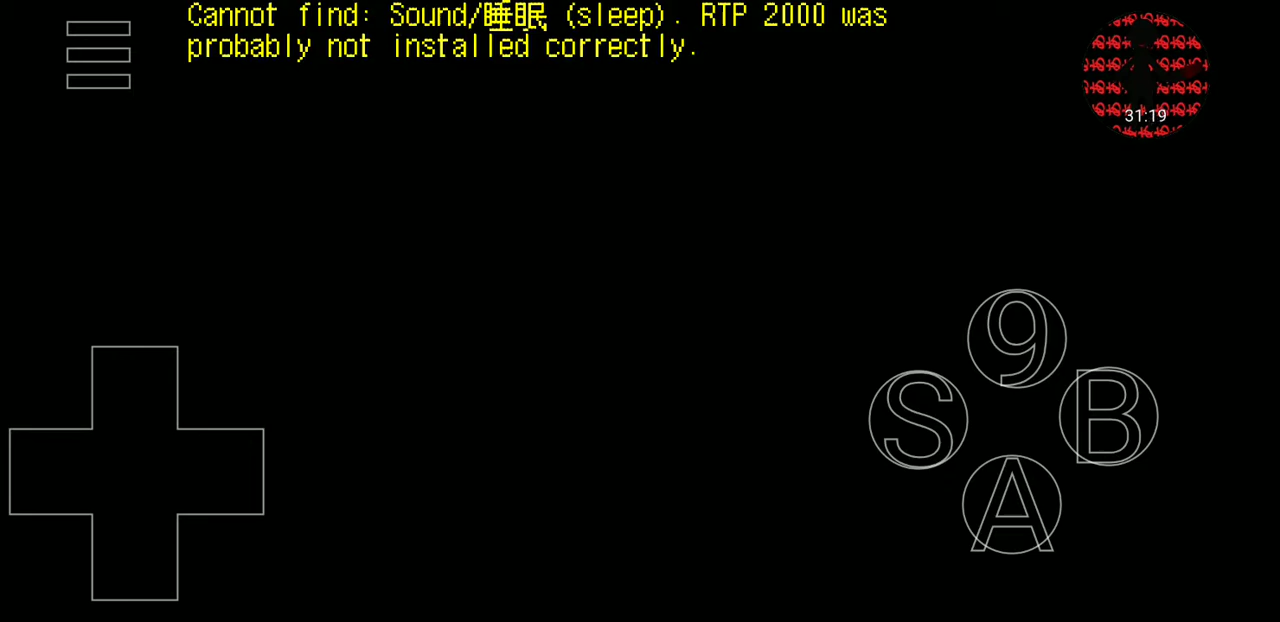 Cannot find: Sound/睡眠 (sleep). RTP 2000 was
probably not installed correctly.
31:19
9
S
B
A